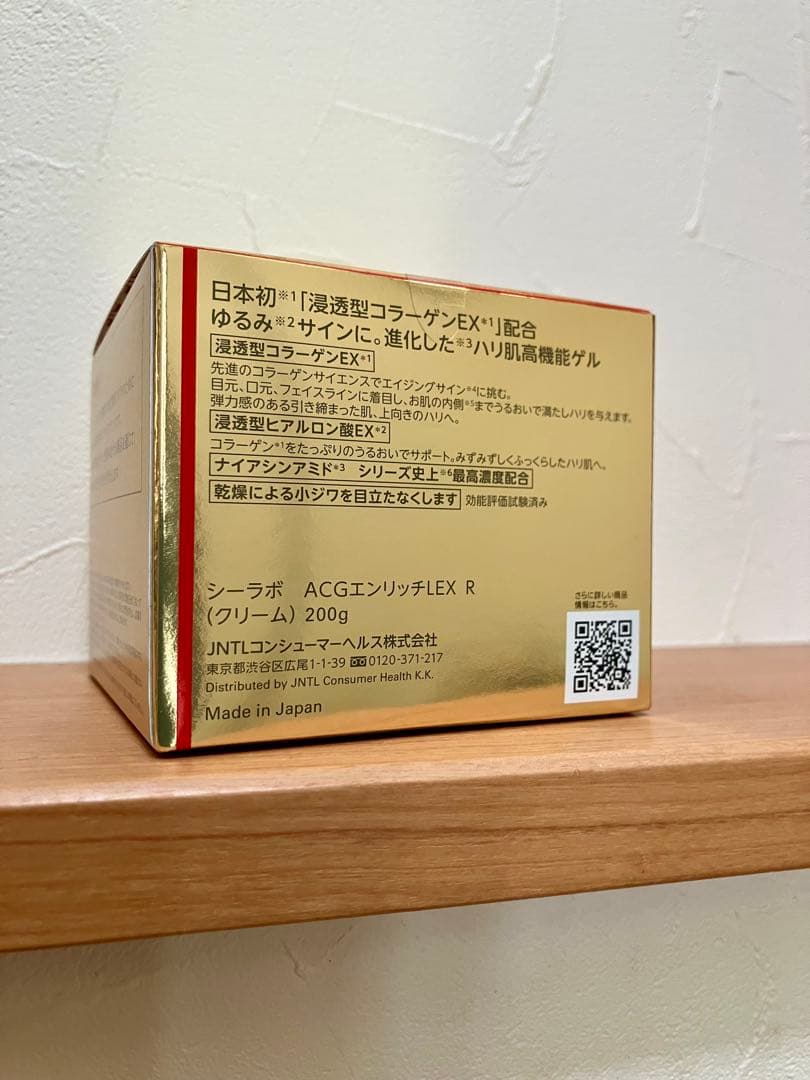 日本初※1「浸透型コラーゲンEX*1」配合
ゆるみ※2サインに。進化した※3ハリ肌高機能ゲル
浸透型コラーゲンEX*1
先進のコラーゲンサイエンスでエイジングサイン※4に挑む。
目元、口元、フェイスラインに着目し、お肌の内側※5までうるおいで満たしハリを与えます。
弾力感のある引き締まった肌、上向きのハリへ。
浸透型ヒアルロン酸EX*2
コラーゲン*1をたっぷりのうるおいでサポート。みずみずしくふっくらしたハリ肌へ。
ナイアシンアミド*3 シリーズ史上※6最高濃度配合
乾燥による小ジワを目立たなくします 効能評価試験済み
シーラボ ACGエンリッチLEX R
(クリーム) 200g
JNTLコンシューマーヘルス株式会社
東京都渋谷区広尾1-1-39 0120-371-217
Distributed by JNTL Consumer Health K.K.
Made in Japan
さらに詳しい商品
情報はこちら。